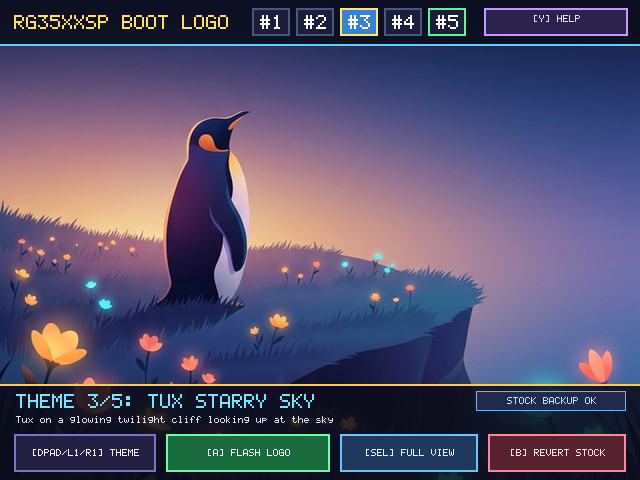 RG35XXSP BOOT LOGO
#1
#2
#3
#4
#5
[Y] HELP
THEME 3/5: TUX STARRY SKY
STOCK BACKUP OK
Tux on a glowing twilight cliff looking up at the sky
[DPAD/L1/R1] THEME
[A] FLASH LOGO
[SEL] FULL VIEW
[B] REVERT STOCK